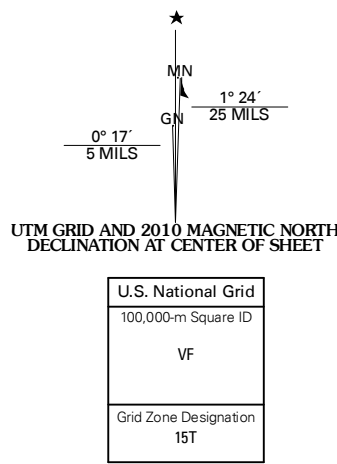 MN
1° 24´
25 MILS
GN
0° 17´
5 MILS
UTM GRID AND 2010 MAGNETIC NORTH
DECLINATION AT CENTER OF SHEET
U.S. National Grid
100,000-m Square ID
VF
Grid Zone Designation
15T